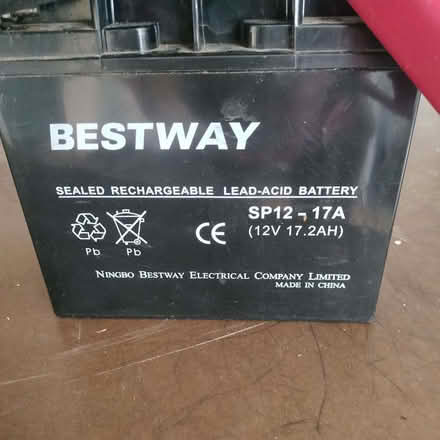 BESTWAY
SEALED RECHARGEABLE LEAD-ACID BATTERY
SP12-17A
(12V 17.2AH)
Pb Pb CE
NINGBO BESTWAY ELECTRICAL COMPANY LIMITED
MADE IN CHINA